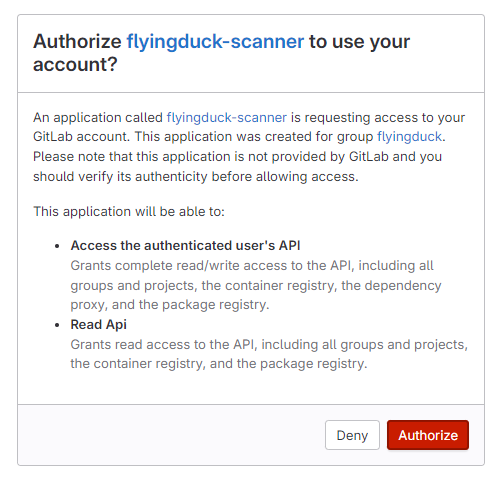 Authorize flyingduck-scanner to use your
account?
An application called flyingduck-scanner is requesting access to your
GitLab account. This application was created for group flyingduck.
Please note that this application is not provided by GitLab and you
should verify its authenticity before allowing access.
This application will be able to:
• Access the authenticated user's API
Grants complete read/write access to the API, including all
groups and projects, the container registry, the dependency
proxy, and the package registry.
• Read Api
Grants read access to the API, including all groups and projects,
the container registry, and the package registry.
Deny Authorize